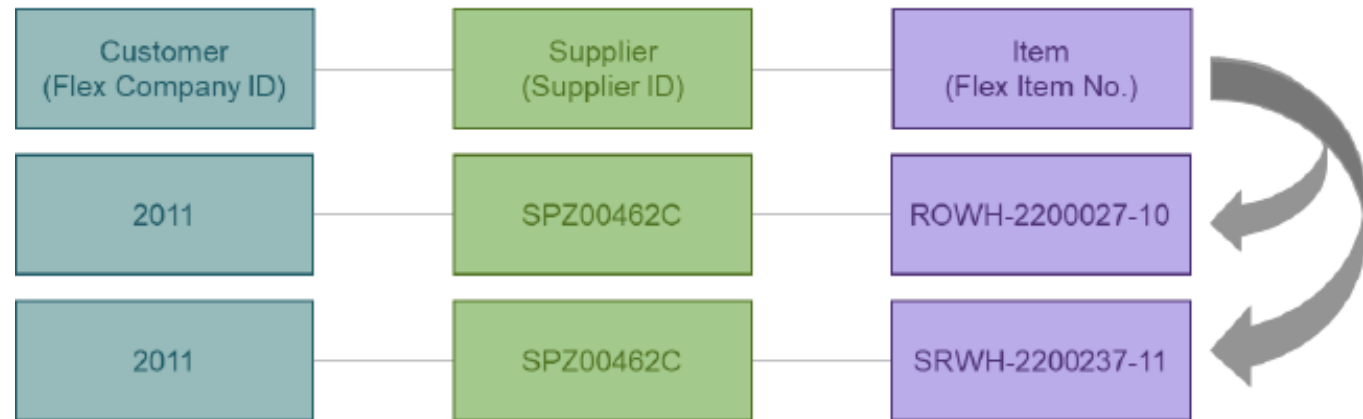 Customer
(Flex Company ID)
Supplier
(Supplier ID)
Item
(Flex Item No.)
2011
SPZ00462C
ROWH-2200027-10
2011
SPZ00462C
SRWH-2200237-11